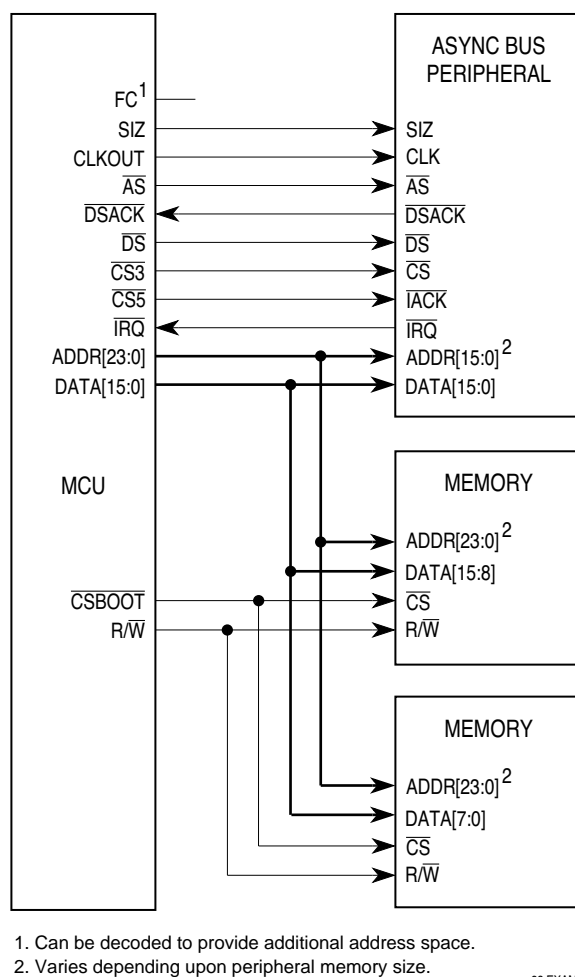 ASYNC BUS
PERIPHERAL
FC1
SIZ
SIZ
CLKOUT
CLK
AS
AS
DSACK
DSACK
DS
DS
CS3
CS
CS5
IACK
IRQ
IRQ
ADDR[23:0]
ADDR[15:0]2
DATA[15:0]
DATA[15:0]
MCU
MEMORY
ADDR[23:0]2
DATA[15:8]
CSBOOT
CS
R/W
R/W
MEMORY
ADDR[23:0]2
DATA[7:0]
CS
R/W
1. Can be decoded to provide additional address space.
2. Varies depending upon peripheral memory size.